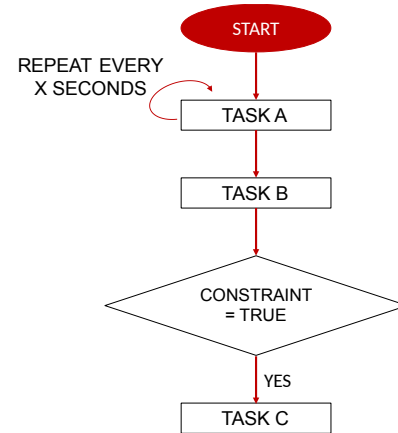 START
REPEAT EVERY
X SECONDS
TASK A
TASK B
CONSTRAINT
= TRUE
YES
TASK C